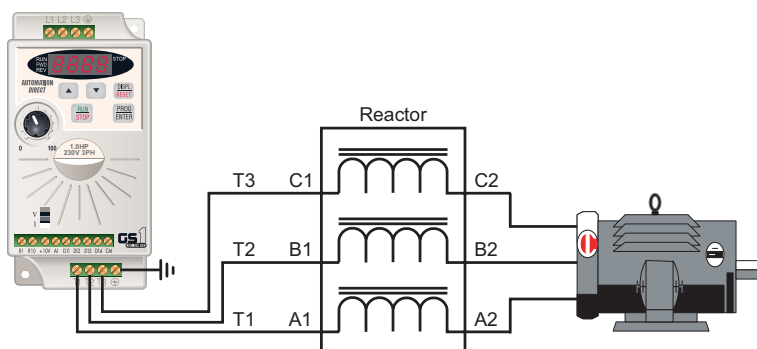 L1 L2 L3
RUN
FWD
REV
STOP
8888
AUTOMATION
DIRECT
DISPL
RESET
RUN
STOP
PROG
ENTER
0 100
1.0HP
230V 3PH
V
I
GS1
Reactor
T3 C1 C2
T2 B1 B2
T1 A1 A2